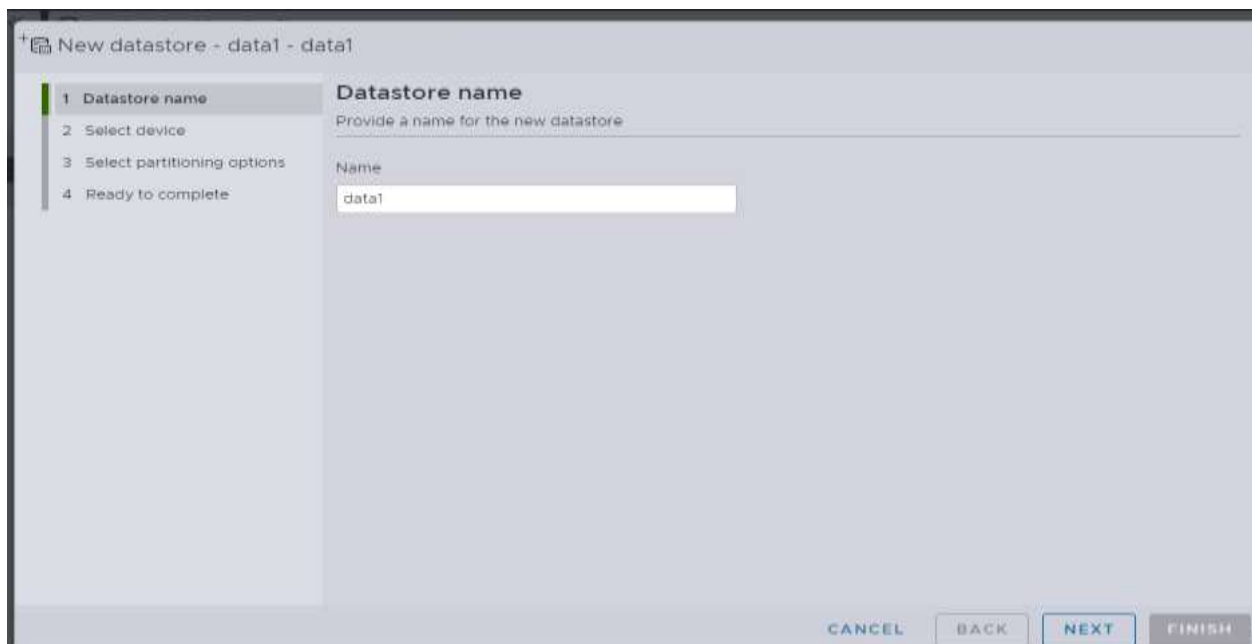 New datastore - data1 - data1
1 Datastore name
2 Select device
3 Select partitioning options
4 Ready to complete
Datastore name
Provide a name for the new datastore
Name
data1
CANCEL
BACK
NEXT
FINISH